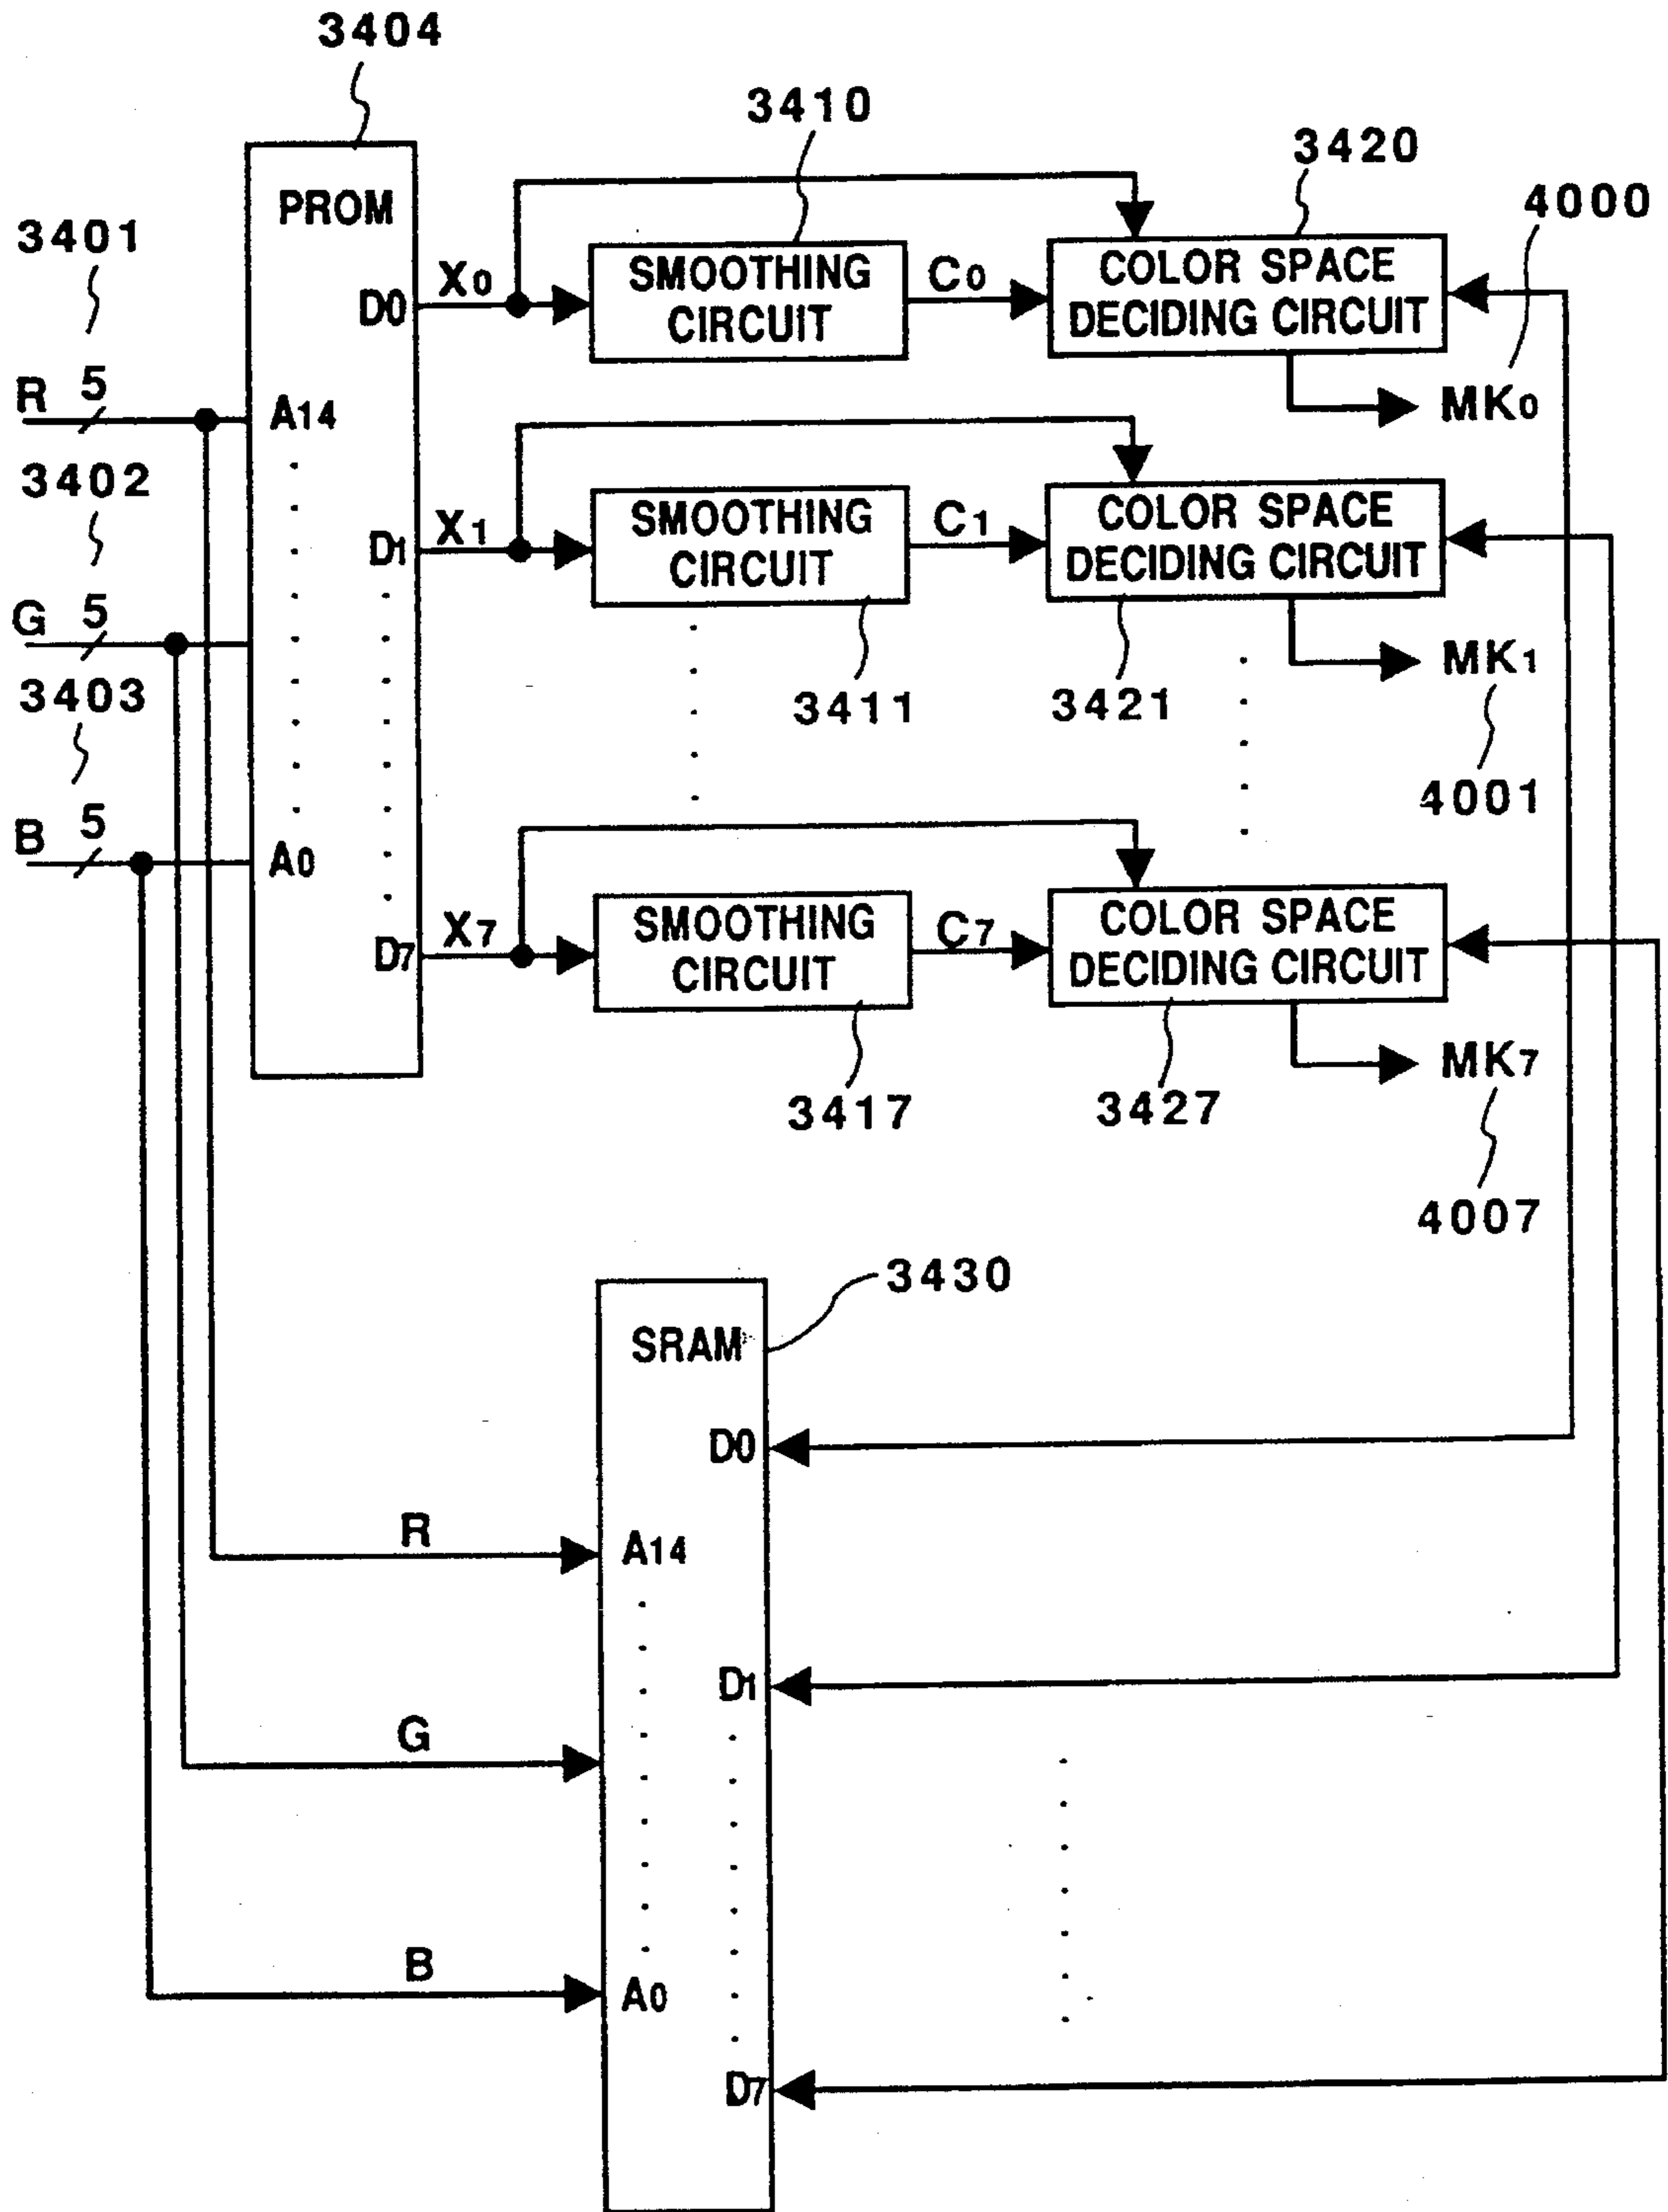 3404
3410
3420
4000
3401
PROM
D0
X0
SMOOTHING
CIRCUIT
C0
COLOR SPACE
DECIDING CIRCUIT
MK0
R
5
A14
3402
D1
X1
SMOOTHING
CIRCUIT
C1
COLOR SPACE
DECIDING CIRCUIT
MK1
G
5
3403
3411
3421
4001
B
5
A0
D7
X7
SMOOTHING
CIRCUIT
C7
COLOR SPACE
DECIDING CIRCUIT
MK7
3417
3427
4007
3430
SRAM
D0
R
A14
D1
G
B
A0
D7